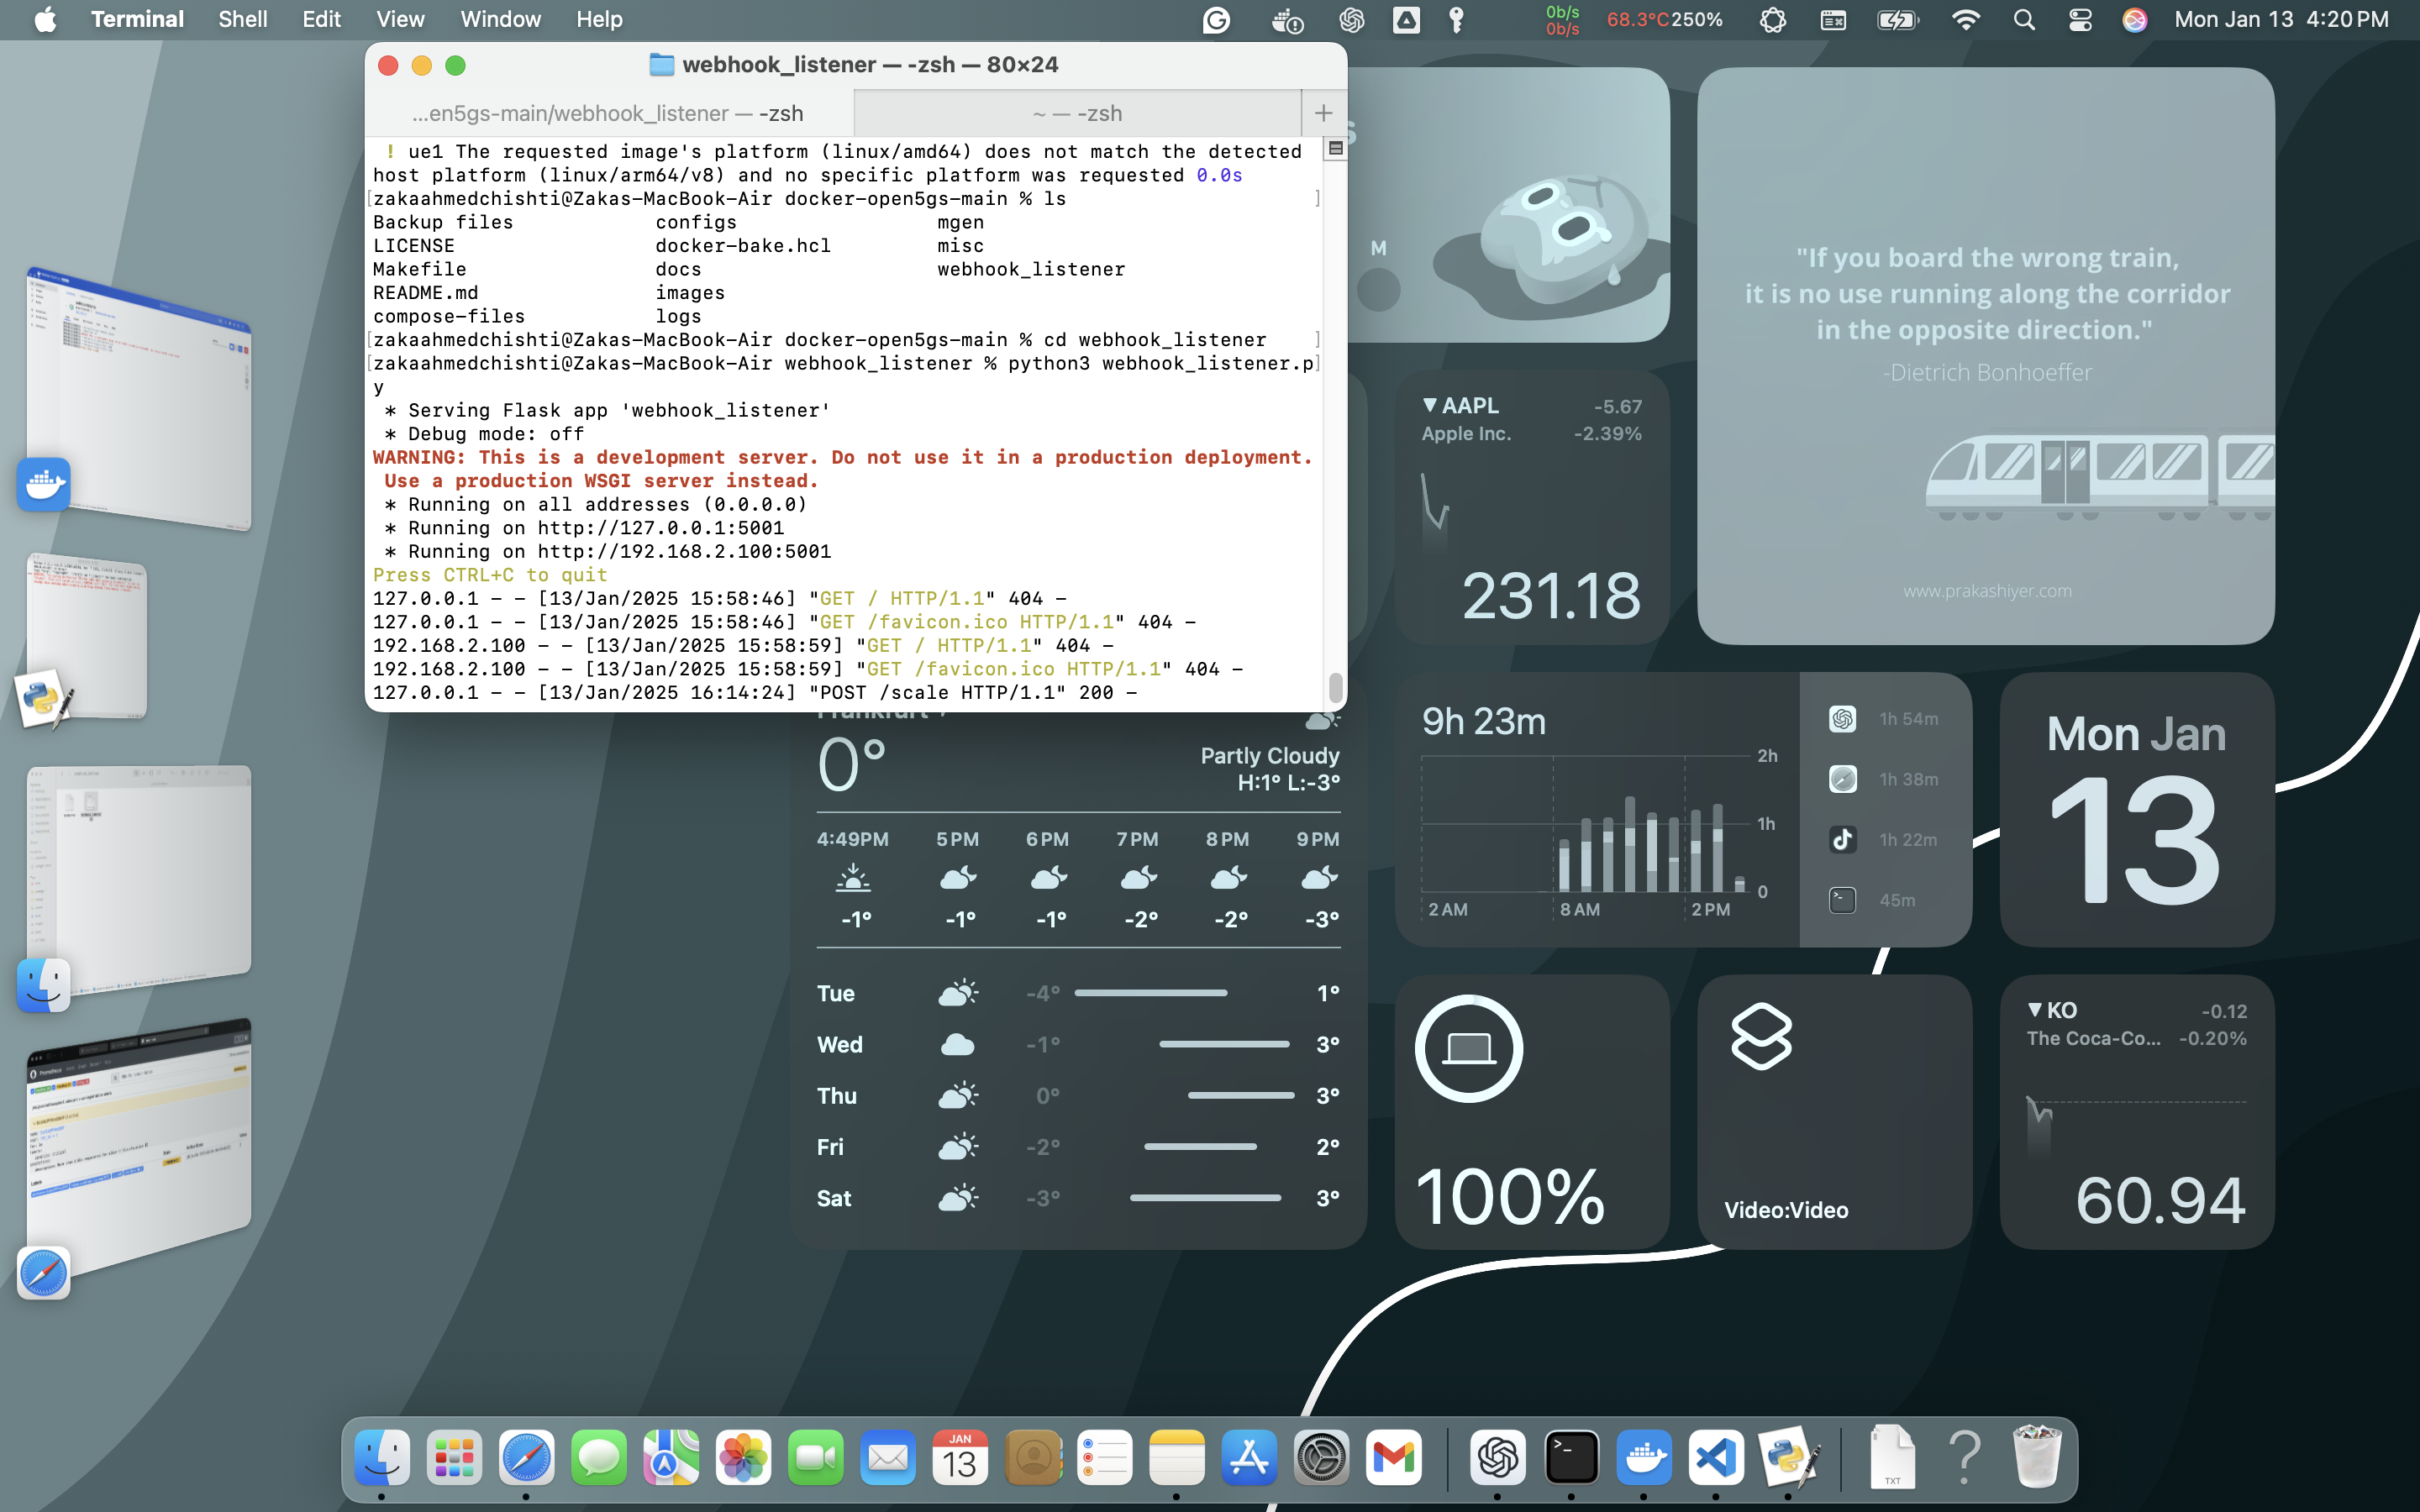 Terminal Shell Edit View Window Help
0b/s
0b/s
68.3°C 250%
Mon Jan 13 4:20 PM
webhook_listener — -zsh — 80×24
...en5gs-main/webhook_listener — -zsh
~ — -zsh
! ue1 The requested image's platform (linux/amd64) does not match the detected
host platform (linux/arm64/v8) and no specific platform was requested 0.0s
[zakaahmedchishti@Zakas-MacBook-Air docker-open5gs-main % ls ]
Backup files configs mgen
LICENSE docker-bake.hcl misc
Makefile docs webhook_listener
README.md images
compose-files logs
[zakaahmedchishti@Zakas-MacBook-Air docker-open5gs-main % cd webhook_listener ]
[zakaahmedchishti@Zakas-MacBook-Air webhook_listener % python3 webhook_listener.p]
y
* Serving Flask app 'webhook_listener'
* Debug mode: off
WARNING: This is a development server. Do not use it in a production deployment.
Use a production WSGI server instead.
* Running on all addresses (0.0.0.0)
* Running on http://127.0.0.1:5001
* Running on http://192.168.2.100:5001
Press CTRL+C to quit
127.0.0.1 - - [13/Jan/2025 15:58:46] "GET / HTTP/1.1" 404 -
127.0.0.1 - - [13/Jan/2025 15:58:46] "GET /favicon.ico HTTP/1.1" 404 -
192.168.2.100 - - [13/Jan/2025 15:58:59] "GET / HTTP/1.1" 404 -
192.168.2.100 - - [13/Jan/2025 15:58:59] "GET /favicon.ico HTTP/1.1" 404 -
127.0.0.1 - - [13/Jan/2025 16:14:24] "POST /scale HTTP/1.1" 200 -
s
M
AAPL -5.67
Apple Inc. -2.39%
231.18
"If you board the wrong train,
it is no use running along the corridor
in the opposite direction."
-Dietrich Bonhoeffer
www.prakashiyer.com
Frankfurt
0°
Partly Cloudy
H:1° L:-3°
4:49PM 5PM 6PM 7PM 8PM 9PM
-1° -1° -1° -2° -2° -3°
Tue -4° 1°
Wed -1° 3°
Thu 0° 3°
Fri -2° 2°
Sat -3° 3°
9h 23m
2h
1h
0
2 AM 8 AM 2 PM
1h 54m
1h 38m
1h 22m
45m
Mon Jan
13
100%
Video:Video
KO -0.12
The Coca-Co... -0.20%
60.94
JAN
13
TXT